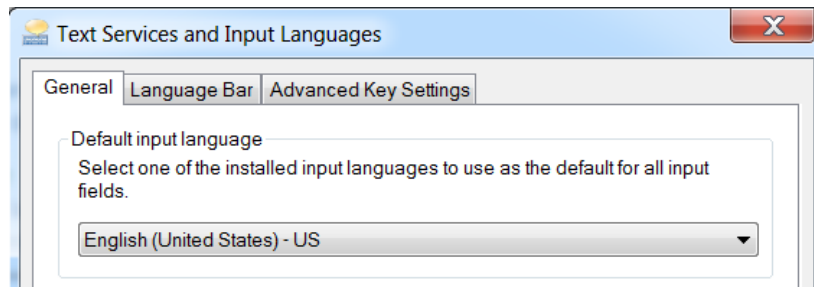 Text Services and Input Languages
General
Language Bar
Advanced Key Settings
Default input language
Select one of the installed input languages to use as the default for all input
fields.
English (United States) - US